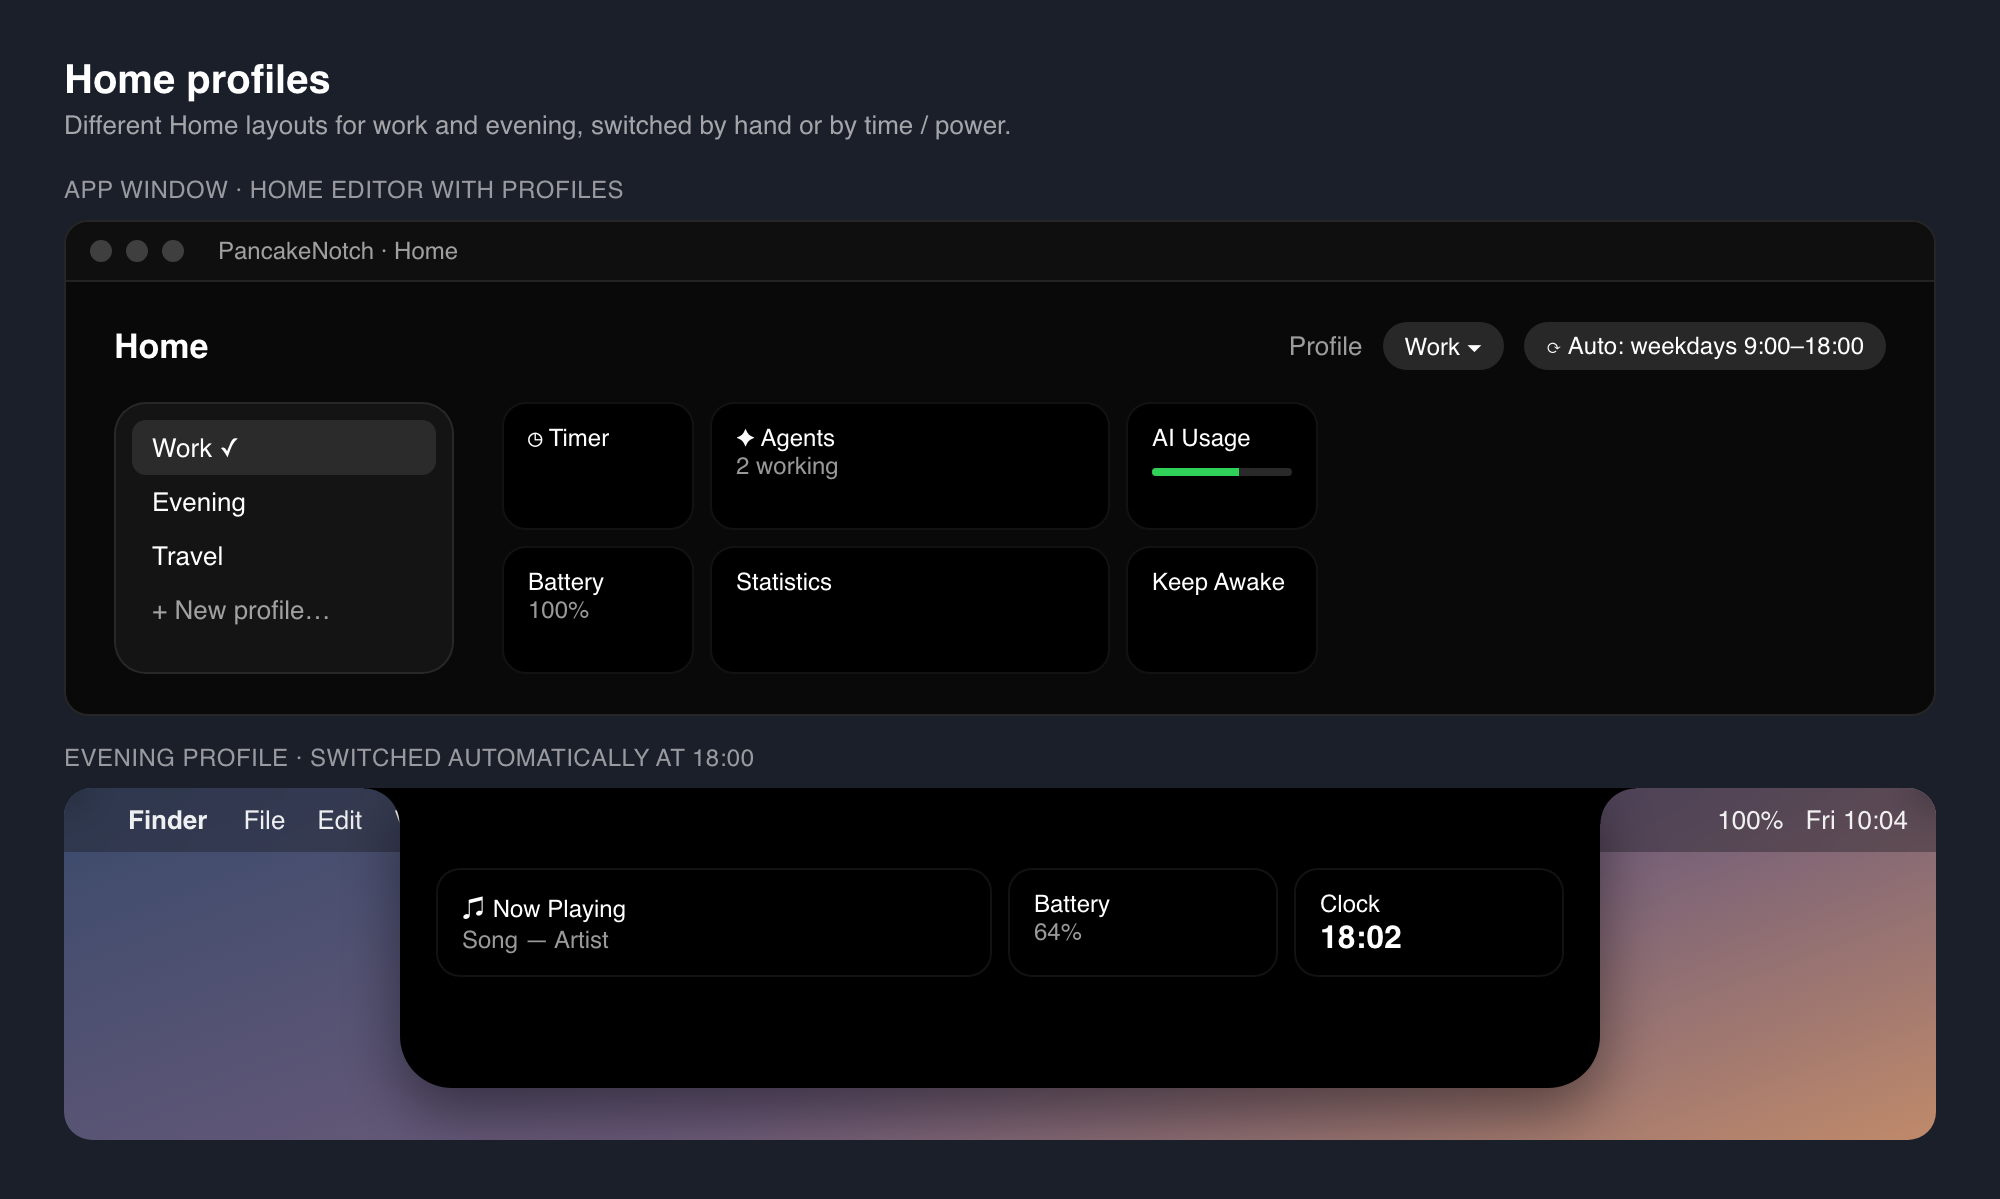 Home profiles
Different Home layouts for work and evening, switched by hand or by time / power.
APP WINDOW · HOME EDITOR WITH PROFILES
PancakeNotch · Home
Home
Profile
Work ▾
⟳ Auto: weekdays 9:00–18:00
Work ✓
Evening
Travel
+ New profile…
◷ Timer
✦ Agents
2 working
AI Usage
Battery
100%
Statistics
Keep Awake
EVENING PROFILE · SWITCHED AUTOMATICALLY AT 18:00
Finder File Edit
100% Fri 10:04
♫ Now Playing
Song — Artist
Battery
64%
Clock
18:02